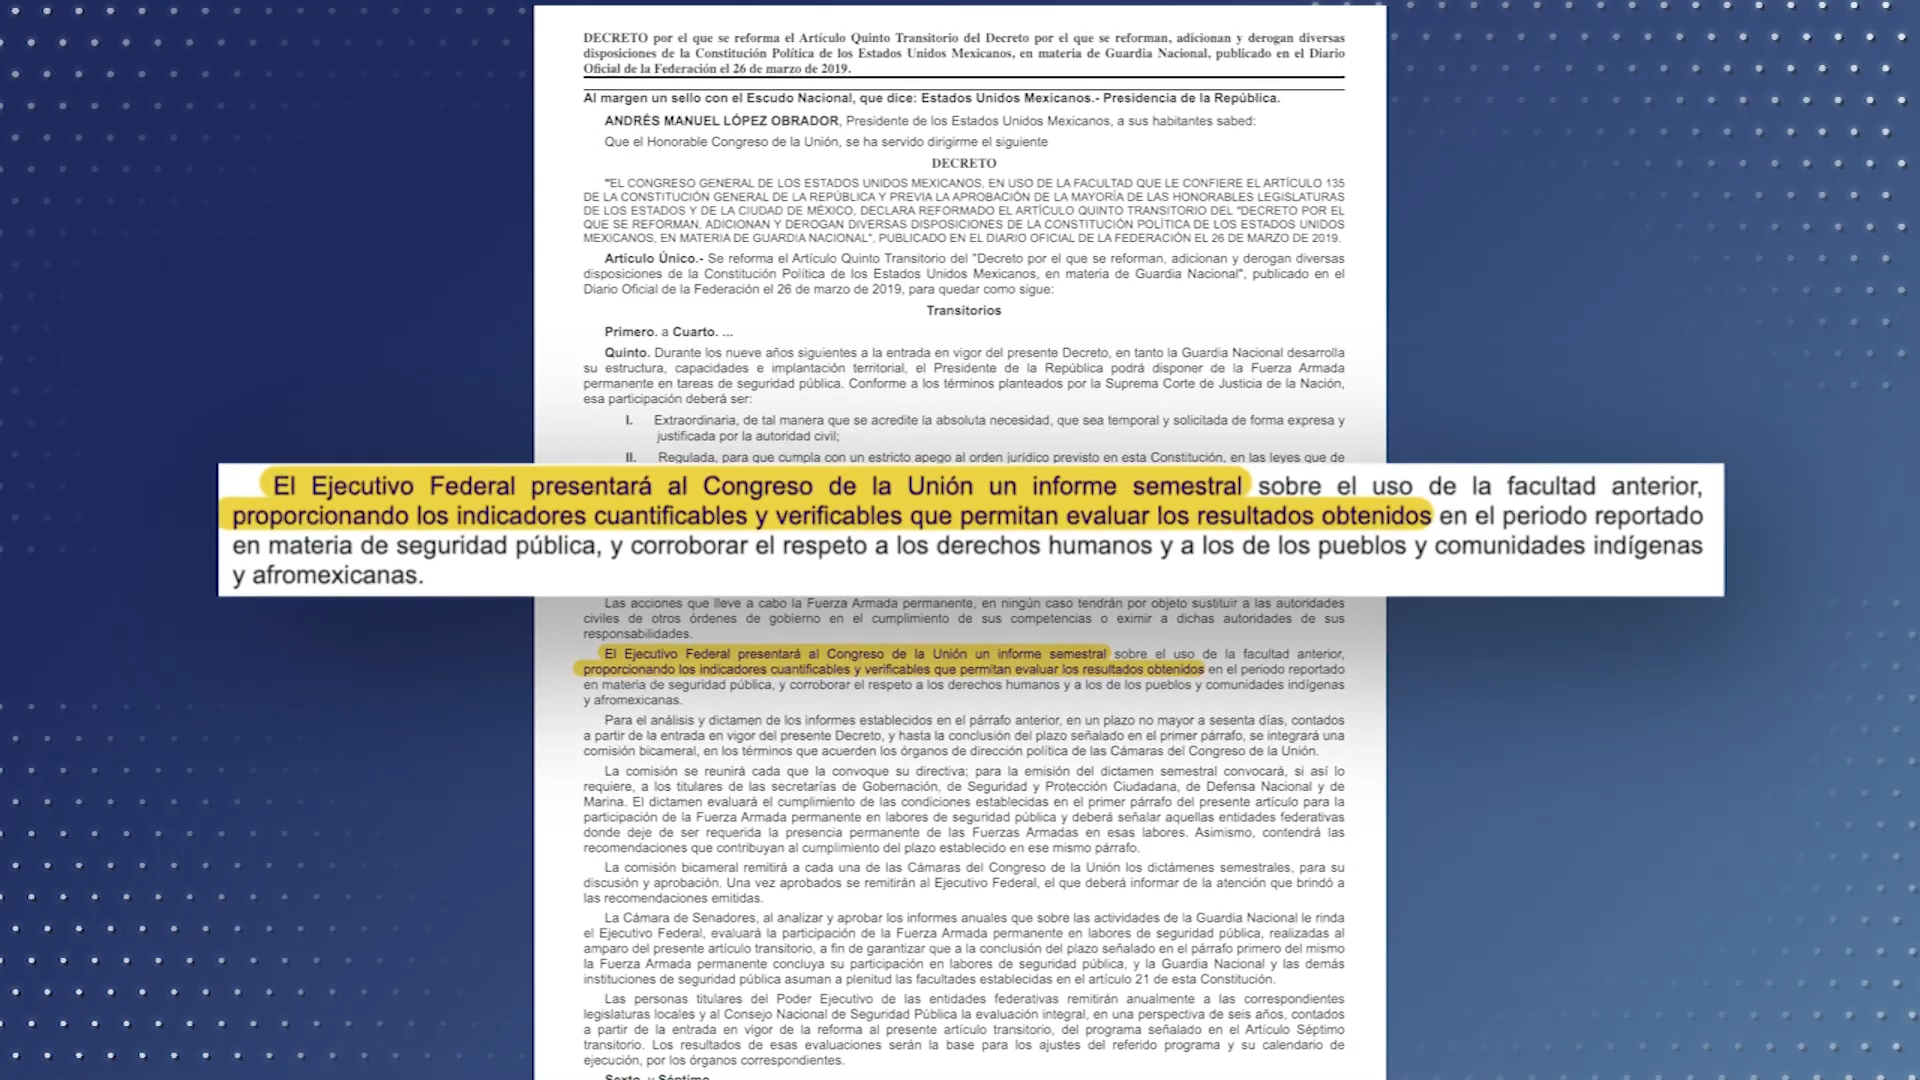 DECRETO por el que se reforma el Artículo Quinto Transitorio del Decreto por el que se reforman, adicionan y derogan diversas
disposiciones de la Constitución Política de los Estados Unidos Mexicanos, en materia de Guardia Nacional, publicado en el Diario
Oficial de la Federación el 26 de marzo de 2019.
Al margen un sello con el Escudo Nacional, que dice: Estados Unidos Mexicanos.- Presidencia de la República.
ANDRÉS MANUEL LÓPEZ OBRADOR, Presidente de los Estados Unidos Mexicanos, a sus habitantes sabed:
Que el Honorable Congreso de la Unión, se ha servido dirigirme el siguiente
DECRETO
"EL CONGRESO GENERAL DE LOS ESTADOS UNIDOS MEXICANOS, EN USO DE LA FACULTAD QUE LE CONFIERE EL ARTÍCULO 135
DE LA CONSTITUCIÓN GENERAL DE LA REPÚBLICA Y PREVIA LA APROBACIÓN DE LA MAYORÍA DE LAS HONORABLES LEGISLATURAS
DE LOS ESTADOS Y DE LA CIUDAD DE MÉXICO, DECLARA REFORMADO EL ARTÍCULO QUINTO TRANSITORIO DEL "DECRETO POR EL
QUE SE REFORMAN, ADICIONAN Y DEROGAN DIVERSAS DISPOSICIONES DE LA CONSTITUCIÓN POLÍTICA DE LOS ESTADOS UNIDOS
MEXICANOS, EN MATERIA DE GUARDIA NACIONAL", PUBLICADO EN EL DIARIO OFICIAL DE LA FEDERACIÓN EL 26 DE MARZO DE 2019.
Artículo Único.- Se reforma el Artículo Quinto Transitorio del "Decreto por el que se reforman, adicionan y derogan diversas
disposiciones de la Constitución Política de los Estados Unidos Mexicanos, en materia de Guardia Nacional", publicado en el
Diario Oficial de la Federación el 26 de marzo de 2019, para quedar como sigue:
Transitorios
Primero. a Cuarto. ...
Quinto. Durante los nueve años siguientes a la entrada en vigor del presente Decreto, en tanto la Guardia Nacional desarrolla
su estructura, capacidades e implantación territorial, el Presidente de la República podrá disponer de la Fuerza Armada
permanente en tareas de seguridad pública. Conforme a los términos planteados por la Suprema Corte de Justicia de la Nación,
esa participación deberá ser:
I. Extraordinaria, de tal manera que se acredite la absoluta necesidad, que sea temporal y solicitada de forma expresa y
justificada por la autoridad civil;
II. Regulada, para que cumpla con un estricto apego al orden jurídico previsto en esta Constitución, en las leyes que de
El Ejecutivo Federal presentará al Congreso de la Unión un informe semestral sobre el uso de la facultad anterior,
proporcionando los indicadores cuantificables y verificables que permitan evaluar los resultados obtenidos en el periodo reportado
en materia de seguridad pública, y corroborar el respeto a los derechos humanos y a los de los pueblos y comunidades indígenas
y afromexicanas.
Las acciones que lleve a cabo la Fuerza Armada permanente, en ningún caso tendrán por objeto sustituir a las autoridades
civiles de otros órdenes de gobierno en el cumplimiento de sus competencias o eximir a dichas autoridades de sus
responsabilidades.
El Ejecutivo Federal presentará al Congreso de la Unión un informe semestral sobre el uso de la facultad anterior,
proporcionando los indicadores cuantificables y verificables que permitan evaluar los resultados obtenidos en el periodo reportado
en materia de seguridad pública, y corroborar el respeto a los derechos humanos y a los de los pueblos y comunidades indígenas
y afromexicanas.
Para el análisis y dictamen de los informes establecidos en el párrafo anterior, en un plazo no mayor a sesenta días, contados
a partir de la entrada en vigor del presente Decreto, y hasta la conclusión del plazo señalado en el primer párrafo, se integrará una
comisión bicameral, en los términos que acuerden los órganos de dirección política de las Cámaras del Congreso de la Unión.
La comisión se reunirá cada que la convoque su directiva; para la emisión del dictamen semestral convocará, si así lo
requiere, a los titulares de las secretarías de Gobernación, de Seguridad y Protección Ciudadana, de Defensa Nacional y de
Marina. El dictamen evaluará el cumplimiento de las condiciones establecidas en el primer párrafo del presente artículo para la
participación de la Fuerza Armada permanente en labores de seguridad pública y deberá señalar aquellas entidades federativas
donde deje de ser requerida la presencia permanente de las Fuerzas Armadas en esas labores. Asimismo, contendrá las
recomendaciones que contribuyan al cumplimiento del plazo establecido en ese mismo párrafo.
La comisión bicameral remitirá a cada una de las Cámaras del Congreso de la Unión los dictámenes semestrales, para su
discusión y aprobación. Una vez aprobados se remitirán al Ejecutivo Federal, el que deberá informar de la atención que brindó a
las recomendaciones emitidas.
La Cámara de Senadores, al analizar y aprobar los informes anuales que sobre las actividades de la Guardia Nacional le rinda
el Ejecutivo Federal, evaluará la participación de la Fuerza Armada permanente en labores de seguridad pública, realizadas al
amparo del presente artículo transitorio, a fin de garantizar que a la conclusión del plazo señalado en el párrafo primero del mismo
la Fuerza Armada permanente concluya su participación en labores de seguridad pública, y la Guardia Nacional y las demás
instituciones de seguridad pública asuman a plenitud las facultades establecidas en el artículo 21 de esta Constitución.
Las personas titulares del Poder Ejecutivo de las entidades federativas remitirán anualmente a las correspondientes
legislaturas locales y al Consejo Nacional de Seguridad Pública la evaluación integral, en una perspectiva de seis años, contados
a partir de la entrada en vigor de la reforma al presente artículo transitorio, del programa señalado en el Artículo Séptimo
transitorio. Los resultados de esas evaluaciones serán la base para los ajustes del referido programa y su calendario de
ejecución, por los órganos correspondientes.
Sexto. y Séptimo.